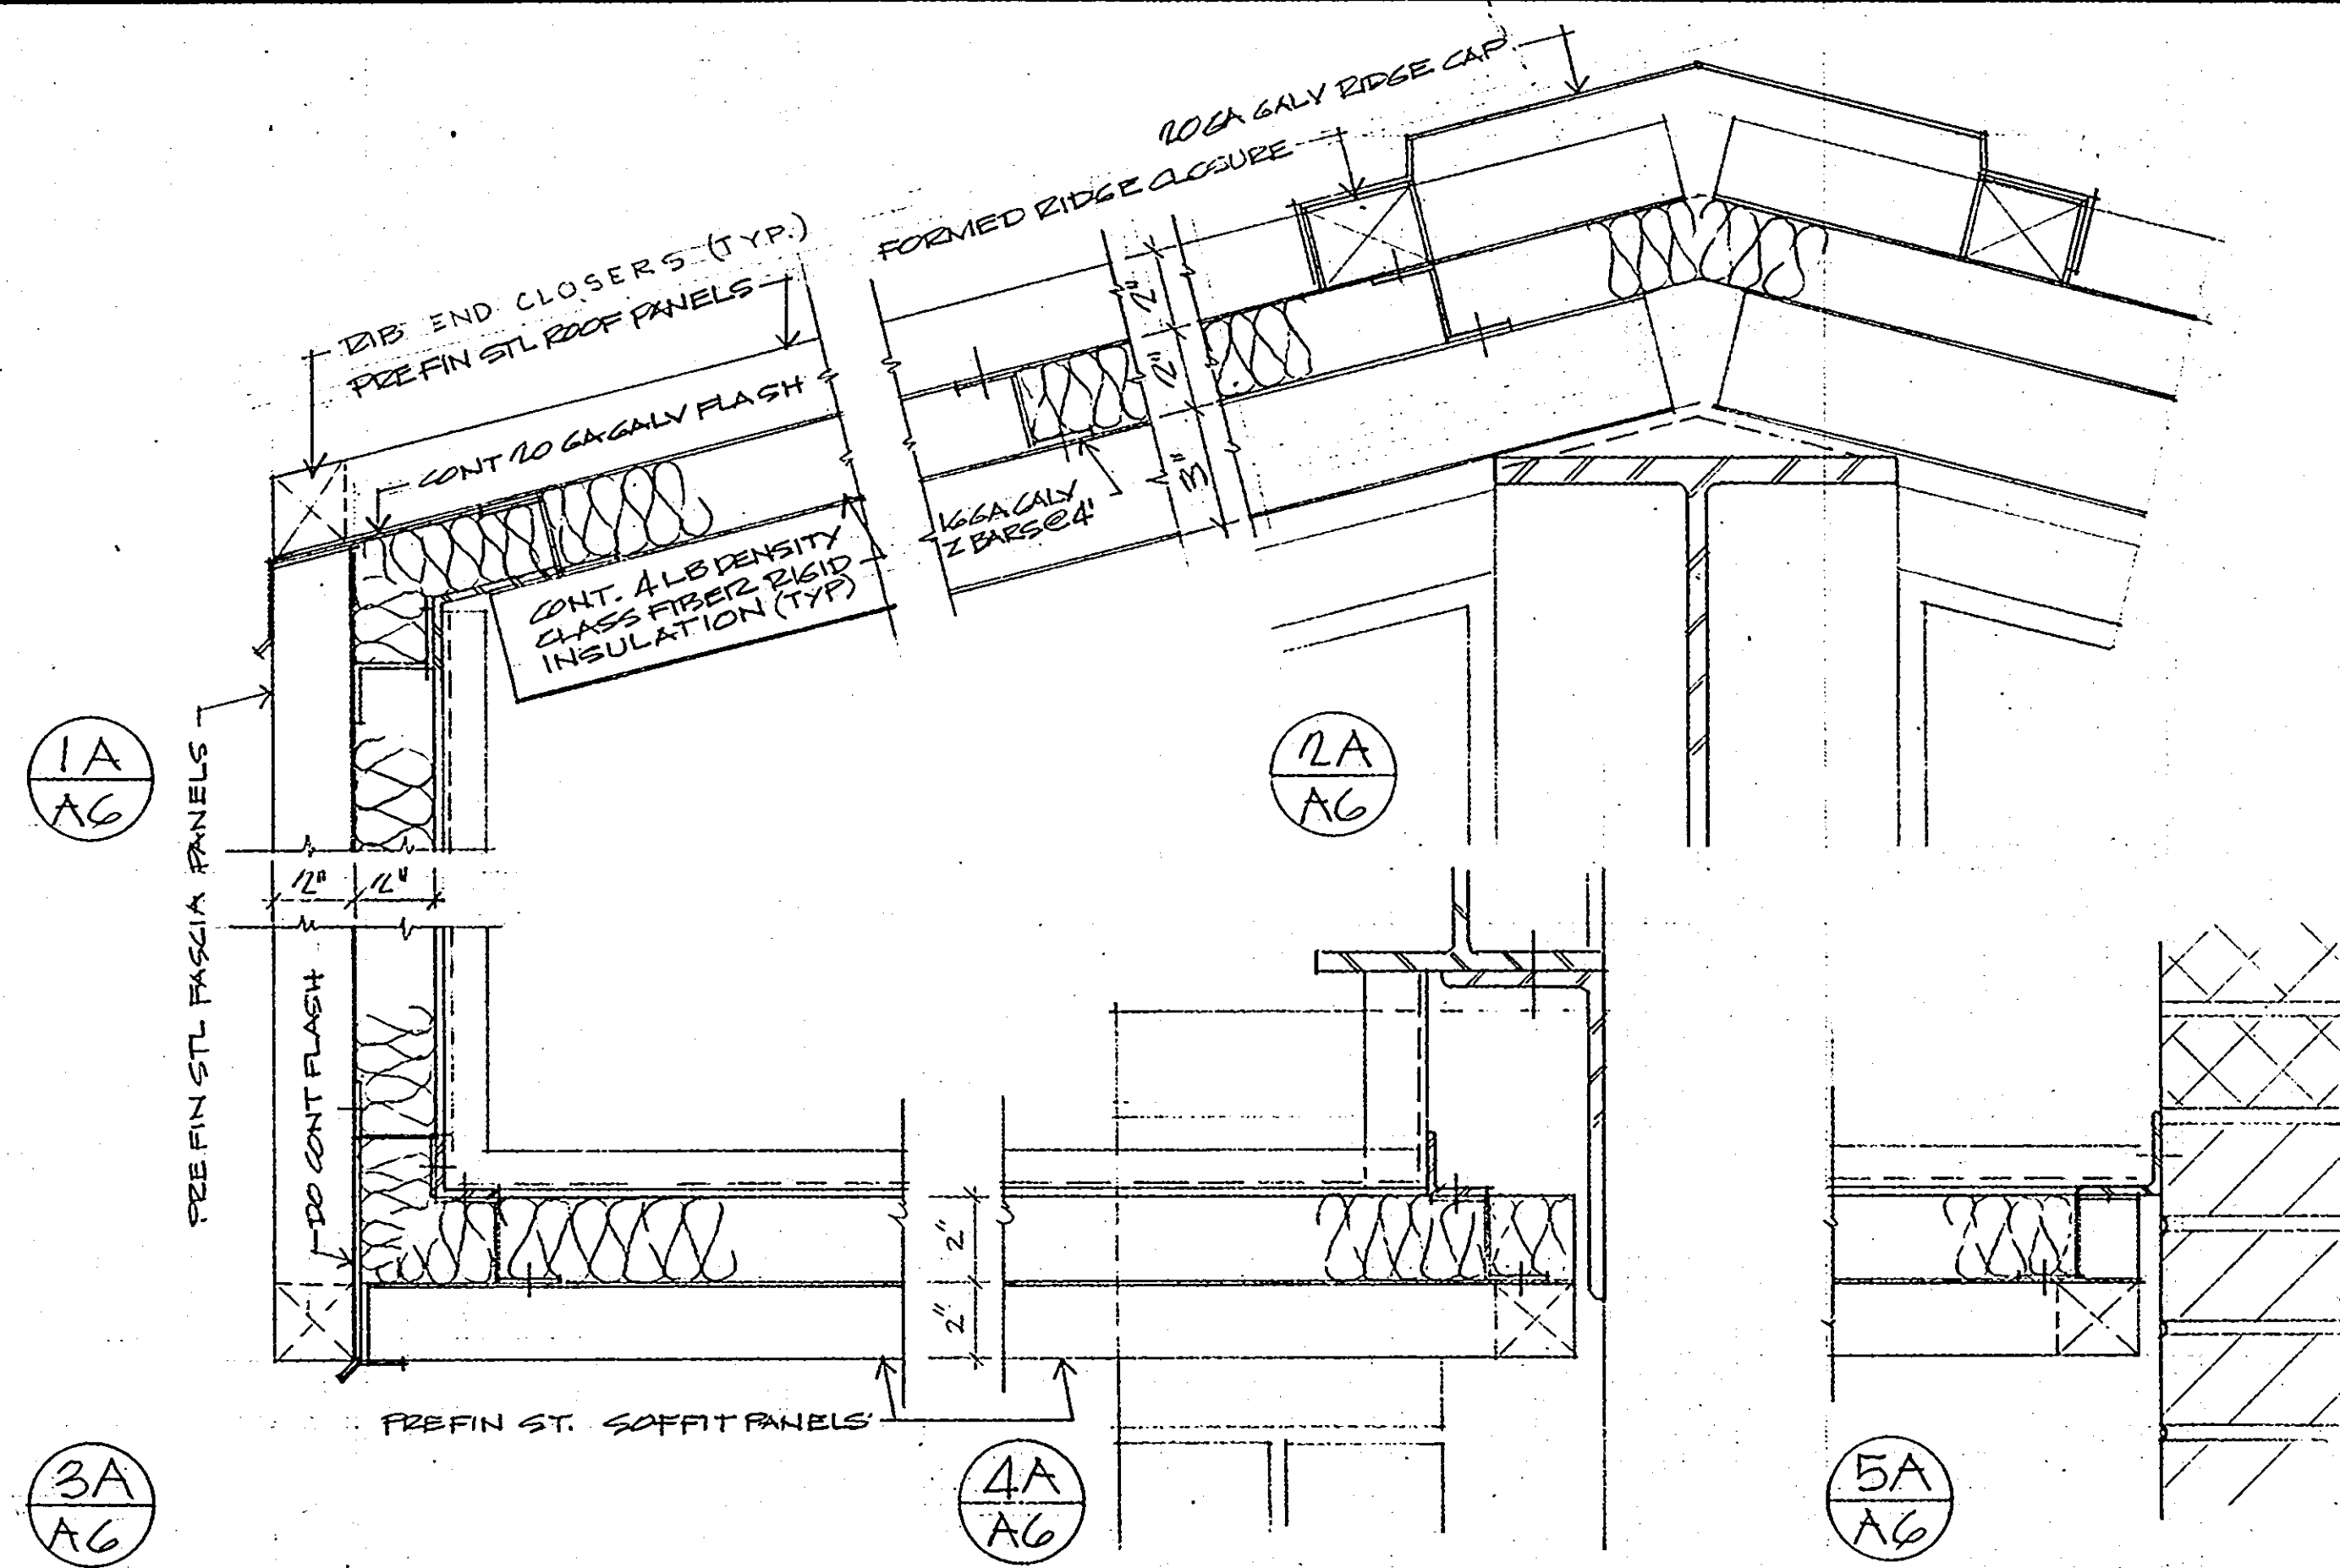 20 GA GALV RIDGE CAP
FORMED RIDGE CLOSURE
RIB END CLOSERS (TYP.)
PREFIN STL ROOF PANELS
CONT 20 GA GALV FLASH
2"
2"
3"
16 GA GALV
Z BARS @ 4'
CONT. 4 LB DENSITY
GLASS FIBER RIGID
INSULATION (TYP)
1A
A6
2A
A6
PREFIN STL FASCIA PANELS
2"
2"
DO CONT FLASH
2"
2"
PREFIN ST. SOFFIT PANELS
3A
A6
4A
A6
5A
A6